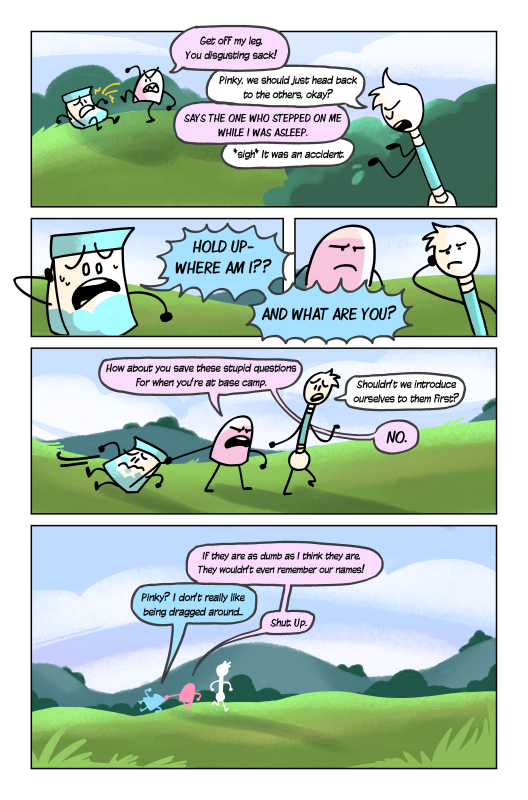 Get off my leg.
You disgusting sack!
Pinky, we should just head back
to the others, okay?
SAYS THE ONE WHO STEPPED ON ME
WHILE I WAS ASLEEP.
*sigh* It was an accident.
HOLD UP-
WHERE AM I??
AND WHAT ARE YOU?
How about you save these stupid questions
for when you're at base camp.
Shouldn't we introduce
ourselves to them first?
NO.
If they are as dumb as I think they are.
They wouldn't even remember our names!
Pinky? I don't really like
being dragged around...
Shut Up.